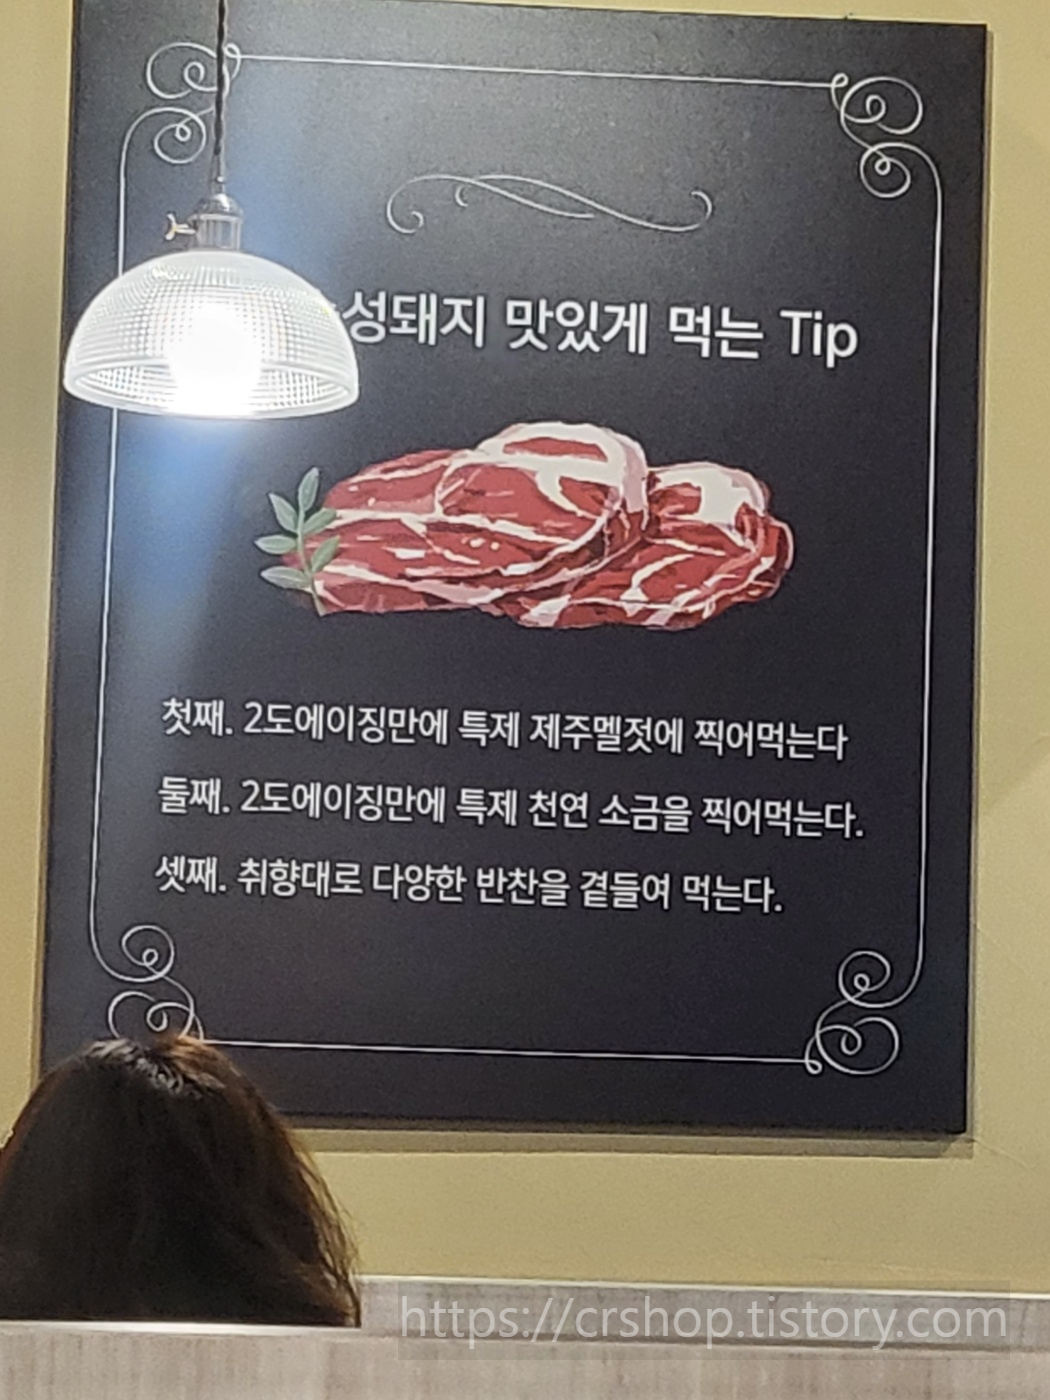 맛있게 먹는 Tip
첫째. 2도에이징만에 특제 제주멜젓에 찍어먹는다
둘째. 2도에이징만에 특제 천연 소금을 찍어먹는다.
셋째. 취향대로 다양한 반찬을 곁들여 먹는다.
https://crshop.tistory.com/